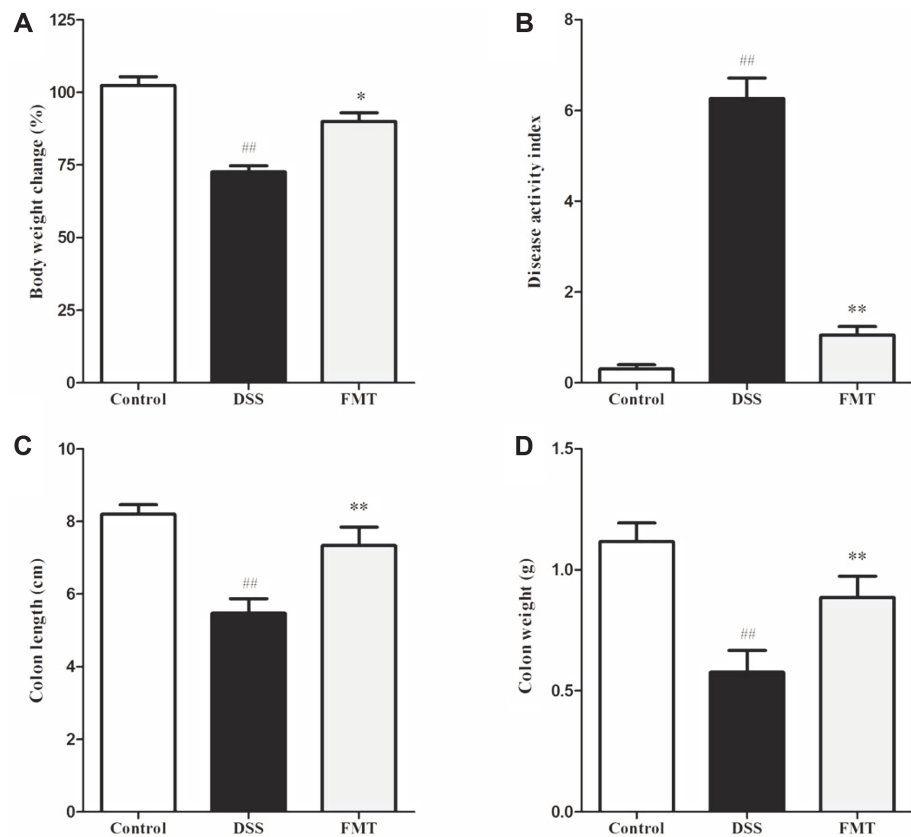 A
Body weight change (%)
125
100
75
50
25
0
##
*
Control DSS FMT
B
Disease activity index
8
6
4
2
0
##
**
Control DSS FMT
C
Colon length (cm)
10
8
6
4
2
0
##
**
Control DSS FMT
D
Colon weight (g)
1.5
1.0
0.5
0.0
##
**
Control DSS FMT